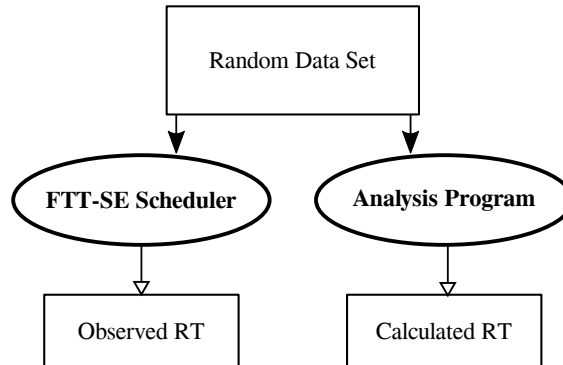 Random Data Set
FTT-SE Scheduler
Analysis Program
Observed RT
Calculated RT